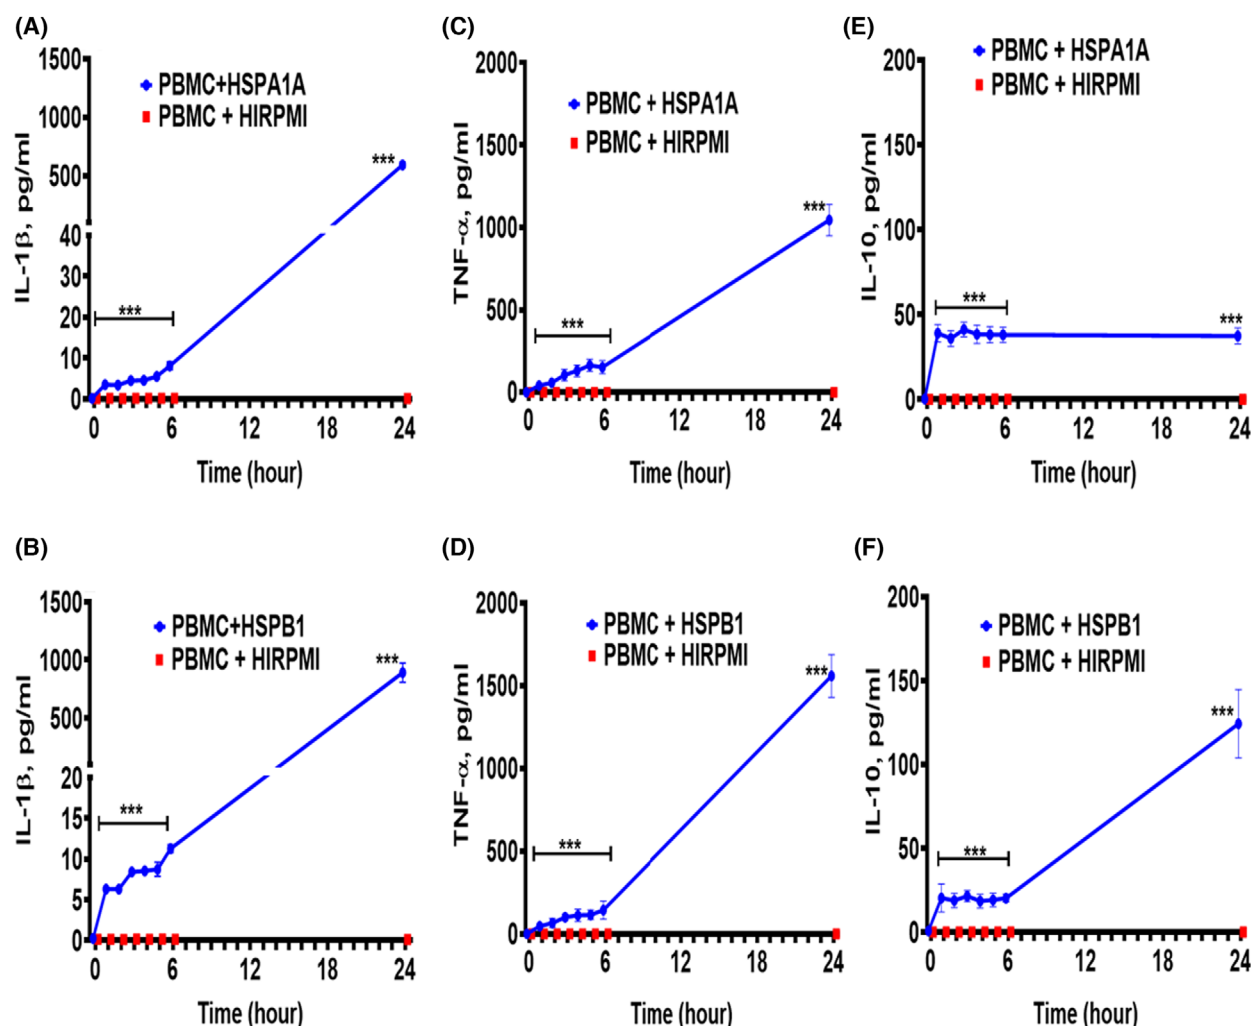 (A)
1500
1000
500
40
30
20
10
0
IL-1β, pg/ml
PBMC+HSPA1A
PBMC + HIRPMI
***
***
0 6 18 24
Time (hour)
(C)
2000
1500
1000
500
0
TNF-α, pg/ml
PBMC + HSPA1A
PBMC + HIRPMI
***
***
0 6 12 18 24
Time (hour)
(E)
200
150
100
50
0
IL-10, pg/ml
PBMC + HSPA1A
PBMC + HIRPMI
***
***
0 6 12 18 24
Time (hour)
(B)
1500
1000
500
20
15
10
5
0
IL-1β, pg/ml
PBMC+HSPB1
PBMC + HIRPMI
***
***
0 6 12 18 24
Time (hour)
(D)
2000
1500
1000
500
0
TNF-α, pg/ml
PBMC + HSPB1
PBMC + HIRPMI
***
***
0 6 12 18 24
Time (hour)
(F)
200
150
100
50
0
IL-10, pg/ml
PBMC + HSPB1
PBMC + HIRPMI
***
***
0 6 12 18 24
Time (hour)